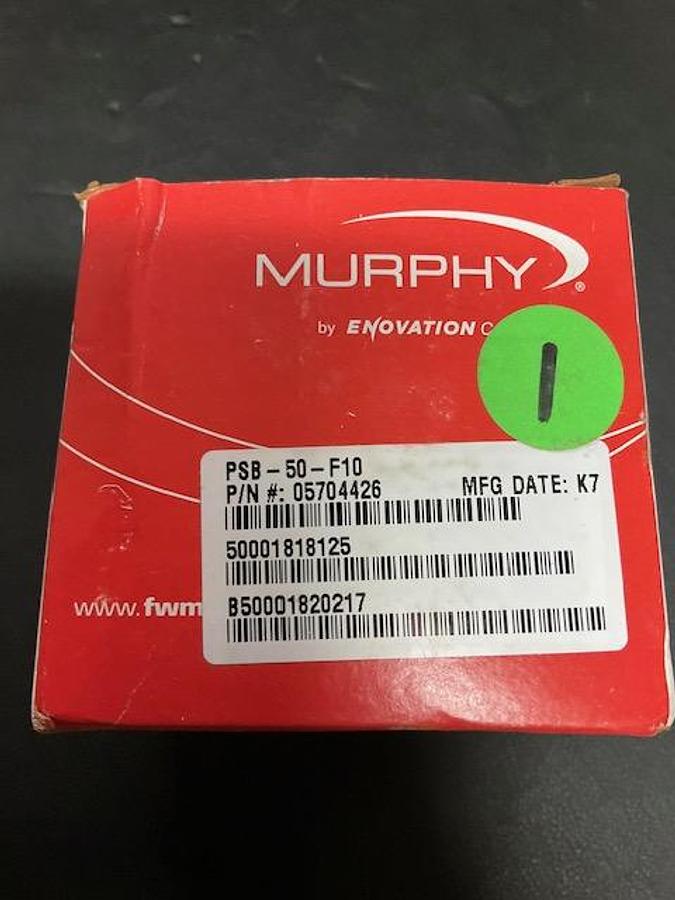 MURPHY®
by ENOVATION C
I
PSB-50-F10
P/N #: 05704426 MFG DATE: K7
50001818125
B50001820217
www.fwm